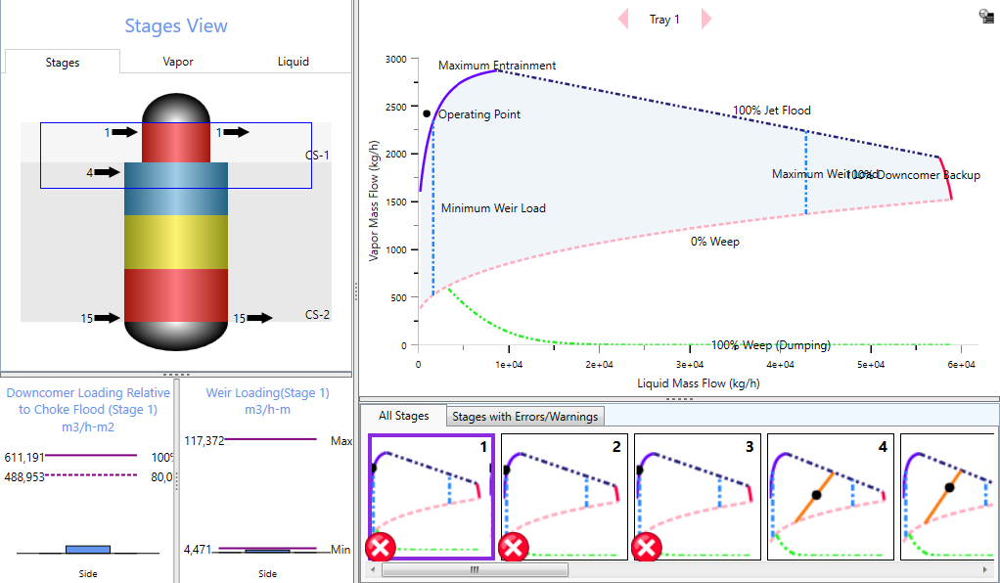 Stages View
Stages
Vapor
Liquid
1
1
CS-1
4
15
15
CS-2
Downcomer Loading Relative
to Choke Flood (Stage 1)
m3/h-m2
611,191
100%
488,953
80,0
Side
Weir Loading(Stage 1)
m3/h-m
117,372
Max
4,471
Min
Side
Tray 1
Vapor Mass Flow (kg/h)
3000
2500
2000
1500
1000
500
0
Maximum Entrainment
Operating Point
100% Jet Flood
Maximum Weir Load
100% Downcomer Backup
Minimum Weir Load
0% Weep
100% Weep (Dumping)
0
1e+04
2e+04
3e+04
4e+04
5e+04
6e+04
Liquid Mass Flow (kg/h)
All Stages
Stages with Errors/Warnings
1
2
3
4